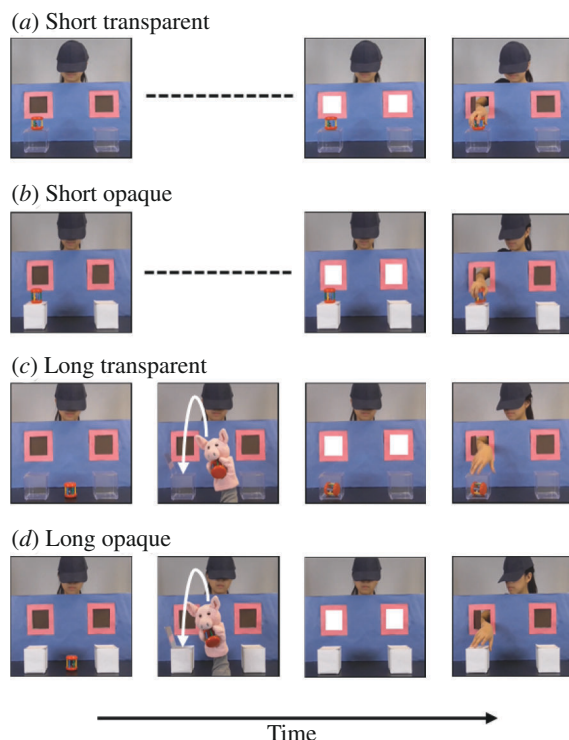 (a) Short transparent
(b) Short opaque
(c) Long transparent
(d) Long opaque
Time